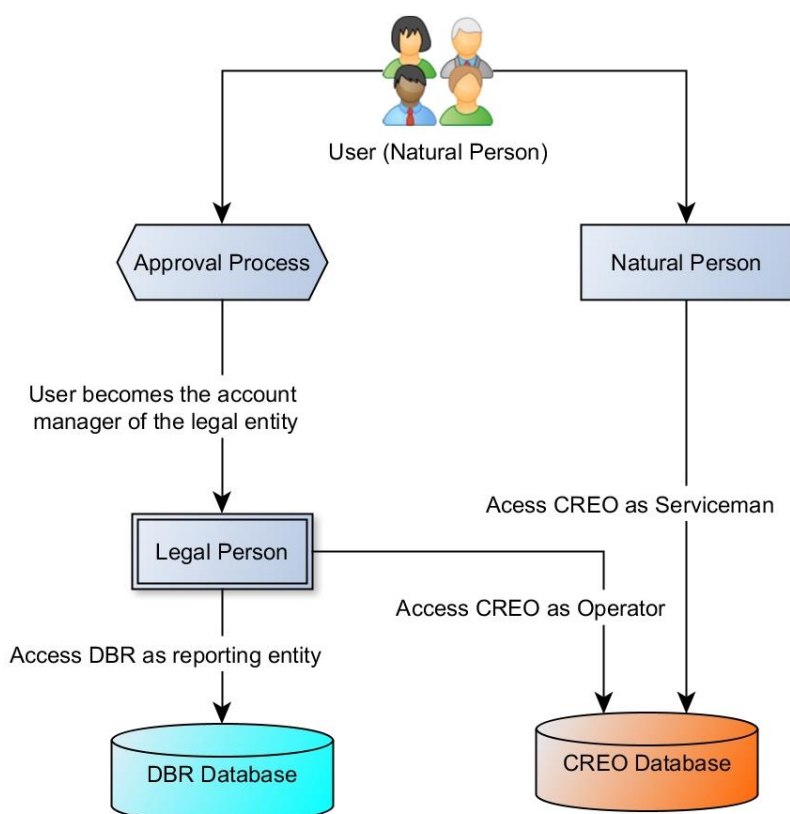 User (Natural Person)
Approval Process
Natural Person
User becomes the account
manager of the legal entity
Acess CREO as Serviceman
Legal Person
Access CREO as Operator
Access DBR as reporting entity
DBR Database
CREO Database